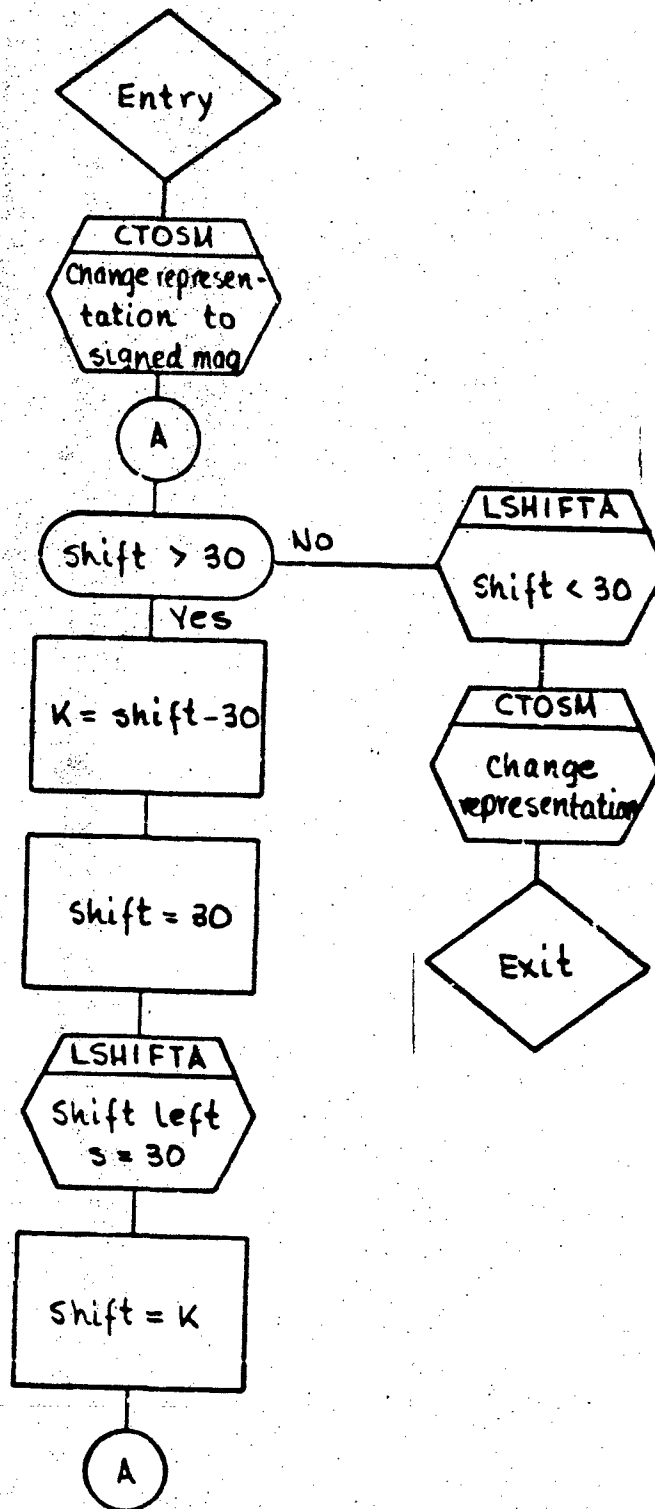 Entry
CTOSM
Change represen-
tation to
signed mag
A
Shift > 30
No
Yes
K = shift - 30
Shift = 30
LSHIFTA
Shift left
s = 30
Shift = K
A
LSHIFTA
Shift < 30
CTOSM
Change
representation
Exit